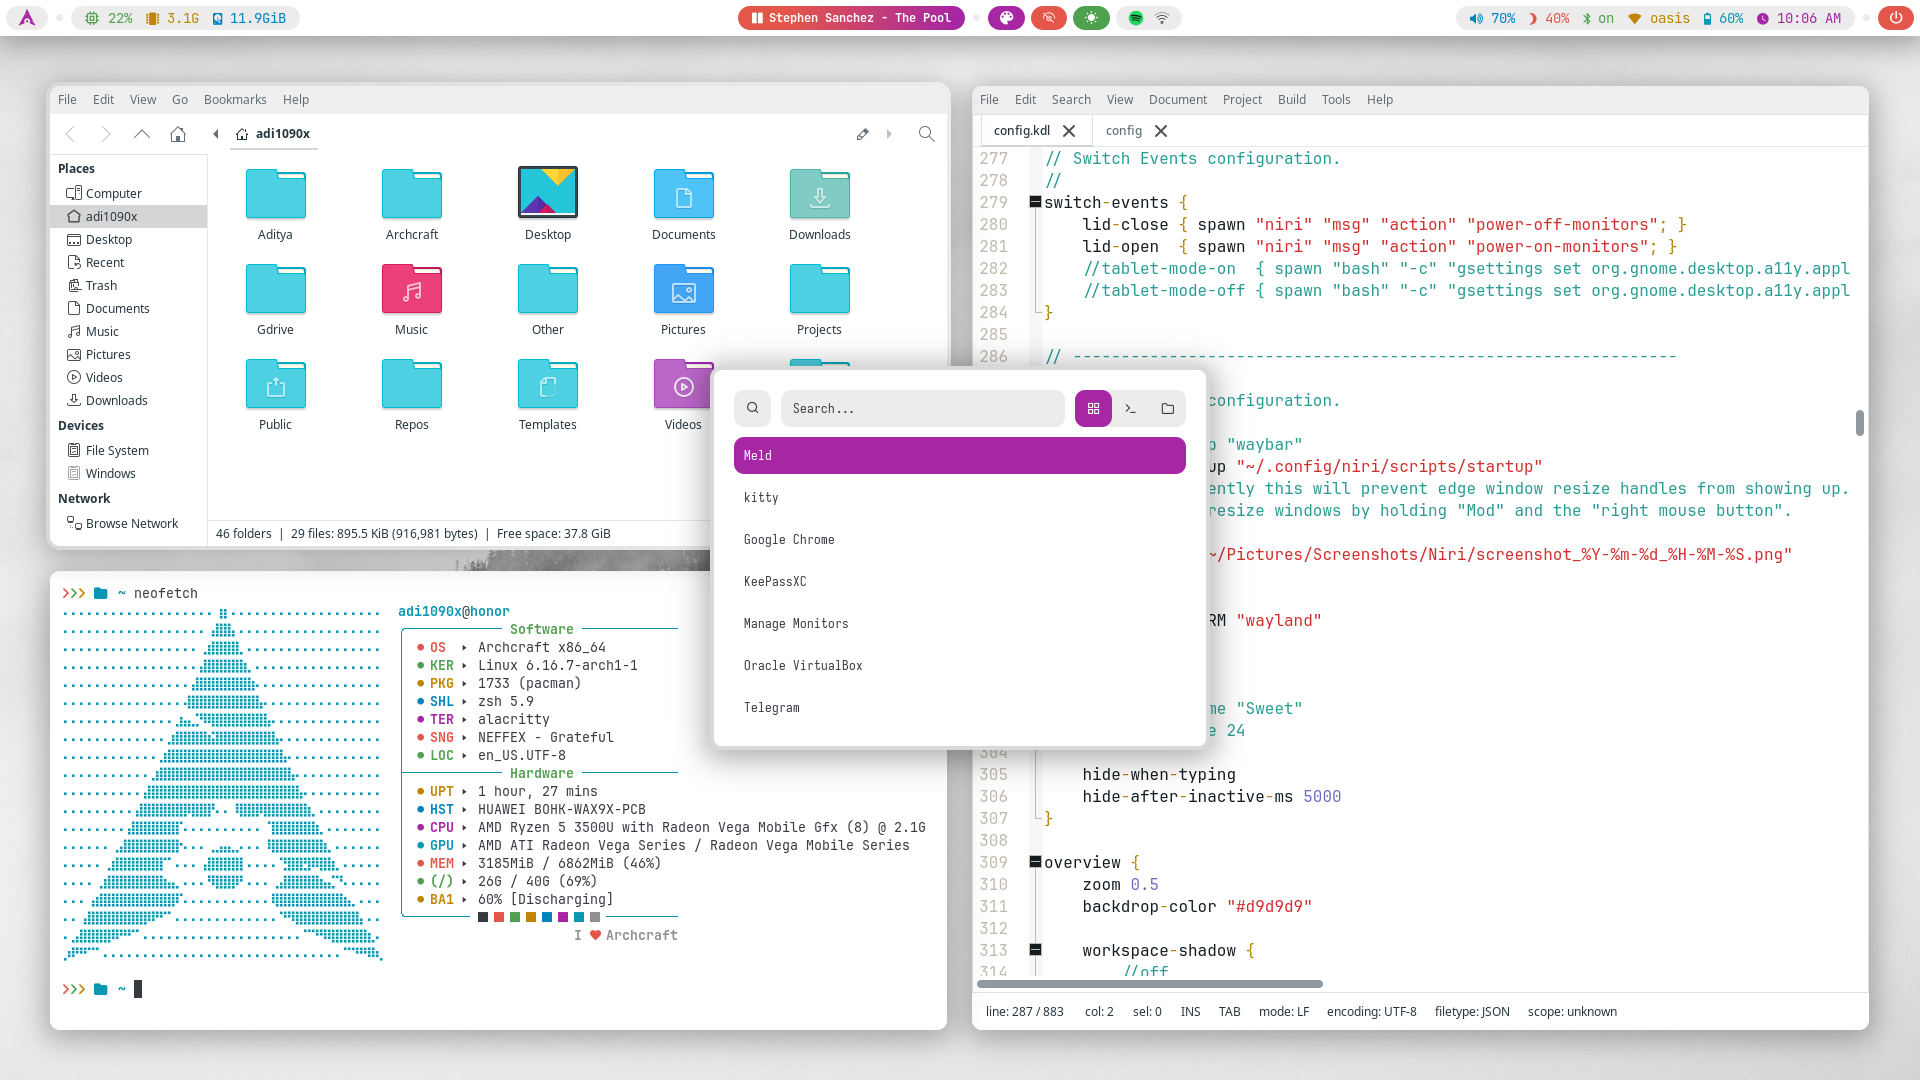 22% 3.1G 11.9GiB
Stephen Sanchez - The Pool
70% 40% on oasis 60% 10:06 AM
File Edit View Go Bookmarks Help
adi1090x
Places
Computer
adi1090x
Desktop
Recent
Trash
Documents
Music
Pictures
Videos
Downloads
Devices
File System
Windows
Network
Browse Network
Aditya Archcraft Desktop Documents Downloads
Gdrive Music Other Pictures Projects
Public Repos Templates Videos
46 folders | 29 files: 895.5 KiB (916,981 bytes) | Free space: 37.8 GiB
File Edit Search View Document Project Build Tools Help
config.kdl config
277 // Switch Events configuration.
278 //
279 switch-events {
280 lid-close { spawn "niri" "msg" "action" "power-off-monitors"; }
281 lid-open { spawn "niri" "msg" "action" "power-on-monitors"; }
282 //tablet-mode-on { spawn "bash" "-c" "gsettings set org.gnome.desktop.a11y.appl
283 //tablet-mode-off { spawn "bash" "-c" "gsettings set org.gnome.desktop.a11y.appl
284 }
285
286 // ---------------------------------------------------------------
configuration.
p "waybar"
up "~/.config/niri/scripts/startup"
ently this will prevent edge window resize handles from showing up.
resize windows by holding "Mod" and the "right mouse button".
~/Pictures/Screenshots/Niri/screenshot_%Y-%m-%d_%H-%M-%S.png"
RM "wayland"
me "Sweet"
e 24
304
305 hide-when-typing
306 hide-after-inactive-ms 5000
307 }
308
309 overview {
310 zoom 0.5
311 backdrop-color "#d9d9d9"
312
313 workspace-shadow {
314 //off
line: 287 / 883 col: 2 sel: 0 INS TAB mode: LF encoding: UTF-8 filetype: JSON scope: unknown
Search...
Meld
kitty
Google Chrome
KeePassXC
Manage Monitors
Oracle VirtualBox
Telegram
~ neofetch
adi1090x@honor
Software
OS Archcraft x86_64
KER Linux 6.16.7-arch1-1
PKG 1733 (pacman)
SHL zsh 5.9
TER alacritty
SNG NEFFEX - Grateful
LOC en_US.UTF-8
Hardware
UPT 1 hour, 27 mins
HST HUAWEI BOHK-WAX9X-PCB
CPU AMD Ryzen 5 3500U with Radeon Vega Mobile Gfx (8) @ 2.1G
GPU AMD ATI Radeon Vega Series / Radeon Vega Mobile Series
MEM 3185MiB / 6862MiB (46%)
(/) 26G / 40G (69%)
BA1 60% [Discharging]
I ♥ Archcraft
~